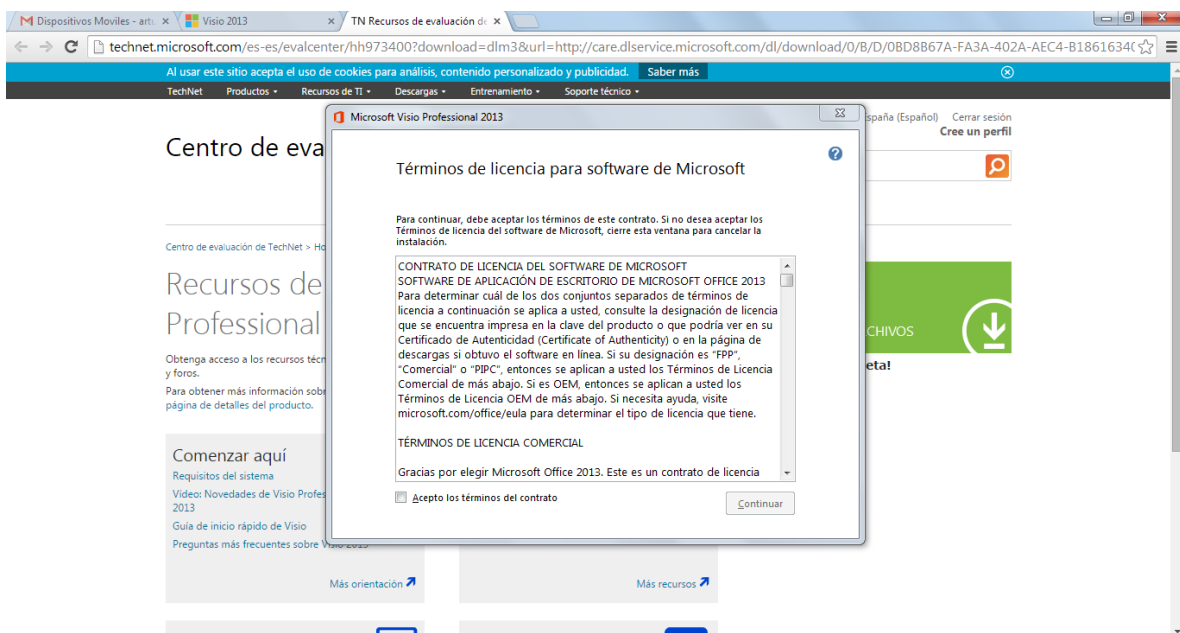 Dispositivos Moviles - artu
Visio 2013
TN Recursos de evaluación de
technet.microsoft.com/es-es/evalcenter/hh973400?download=dlm3&url=http://care.dlservice.microsoft.com/dl/download/0/B/D/0BD8B67A-FA3A-402A-AEC4-B1861634(
Al usar este sitio acepta el uso de cookies para análisis, contenido personalizado y publicidad. Saber más
TechNet Productos Recursos de TI Descargas Entrenamiento Soporte técnico
Microsoft Visio Professional 2013
spaña (Español) Cerrar sesión
Cree un perfil
Centro de eva
Términos de licencia para software de Microsoft
Para continuar, debe aceptar los términos de este contrato. Si no desea aceptar los
Términos de licencia del software de Microsoft, cierre esta ventana para cancelar la
instalación.
Centro de evaluación de TechNet > Ho
CONTRATO DE LICENCIA DEL SOFTWARE DE MICROSOFT
SOFTWARE DE APLICACIÓN DE ESCRITORIO DE MICROSOFT OFFICE 2013
Para determinar cuál de los dos conjuntos separados de términos de
licencia a continuación se aplica a usted, consulte la designación de licencia
que se encuentra impresa en la clave del producto o que podría ver en su
Certificado de Autenticidad (Certificate of Authenticity) o en la página de
descargas si obtuvo el software en línea. Si su designación es "FPP",
"Comercial" o "PIPC", entonces se aplican a usted los Términos de Licencia
Comercial de más abajo. Si es OEM, entonces se aplican a usted los
Términos de Licencia OEM de más abajo. Si necesita ayuda, visite
microsoft.com/office/eula para determinar el tipo de licencia que tiene.
TÉRMINOS DE LICENCIA COMERCIAL
Gracias por elegir Microsoft Office 2013. Este es un contrato de licencia
Acepto los términos del contrato
Continuar
Recursos de
Professional
CHIVOS
eta!
Obtenga acceso a los recursos técn
y foros.
Para obtener más información sobr
página de detalles del producto.
Comenzar aquí
Requisitos del sistema
Vídeo: Novedades de Visio Profes
2013
Guía de inicio rápido de Visio
Preguntas más frecuentes sobre Visio 2013
Más orientación
Más recursos